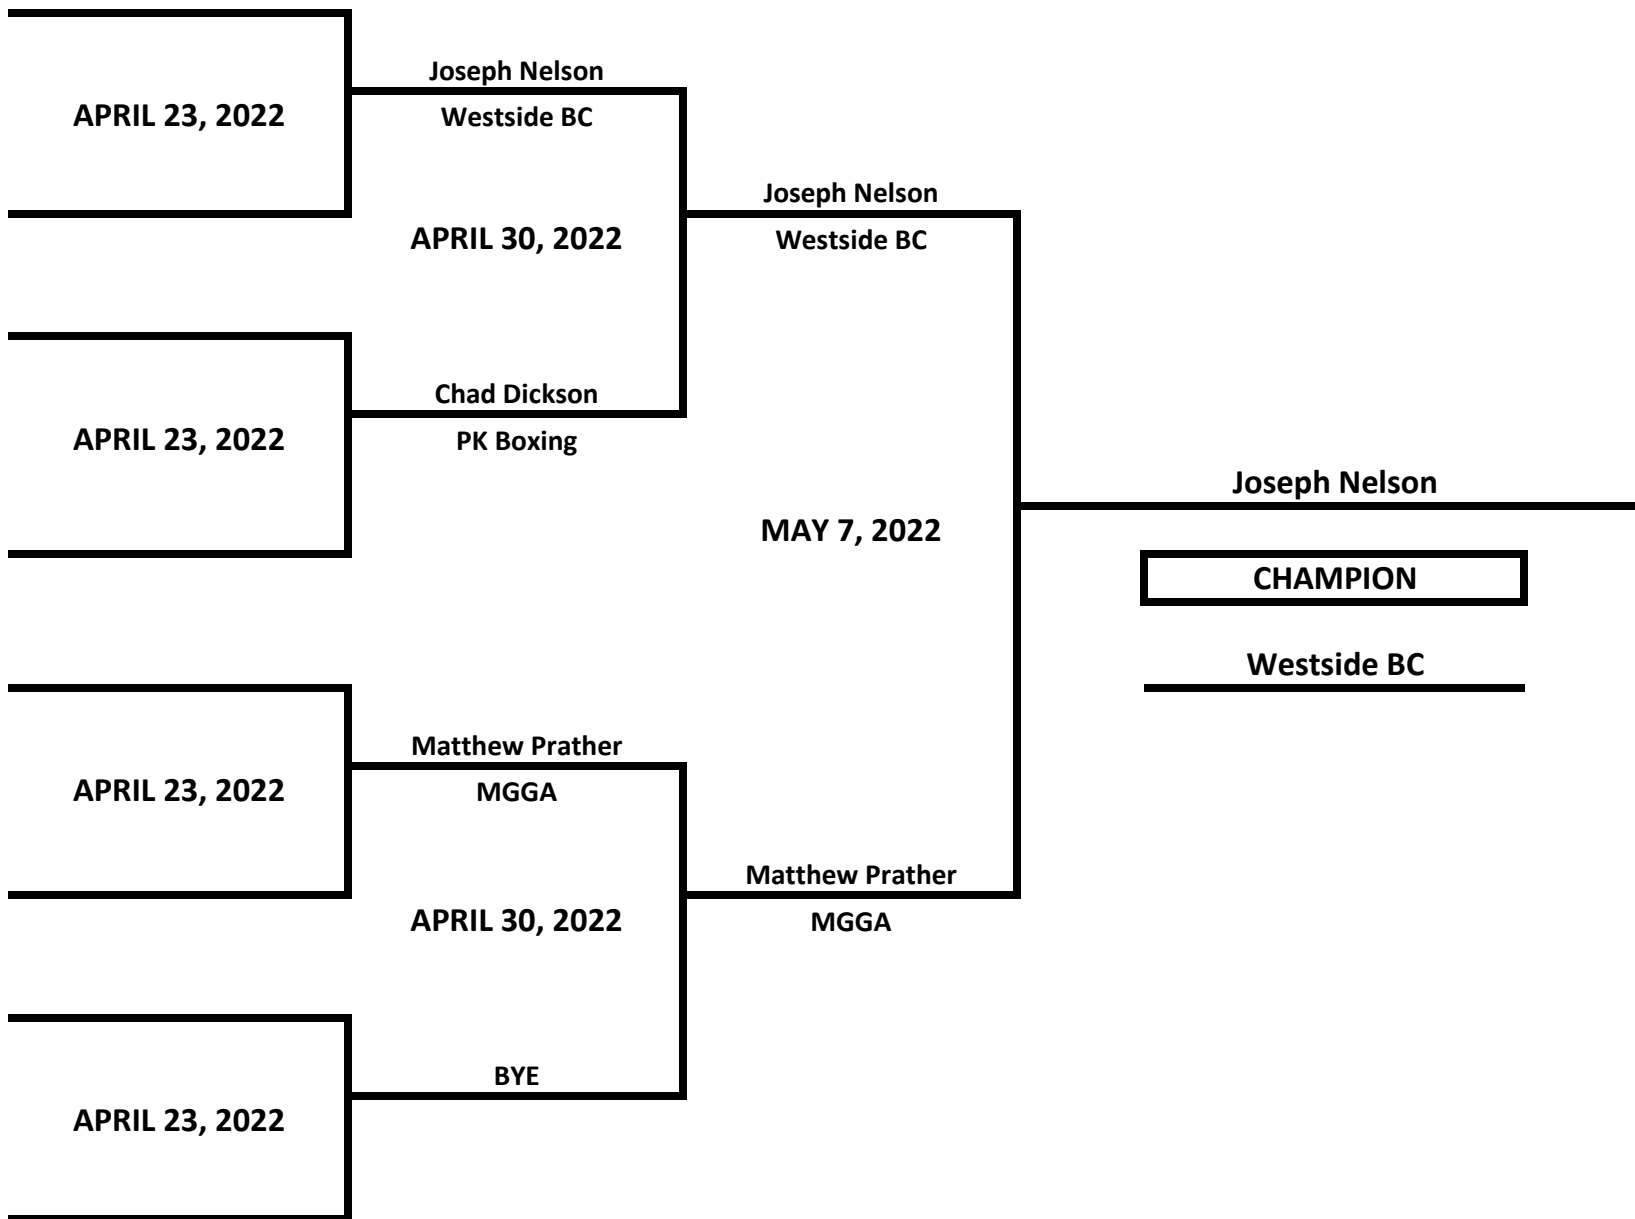 APRIL 23, 2022
Joseph Nelson
Westside BC
APRIL 30, 2022
Joseph Nelson
Westside BC
APRIL 23, 2022
Chad Dickson
PK Boxing
MAY 7, 2022
Joseph Nelson
CHAMPION
Westside BC
APRIL 23, 2022
Matthew Prather
MGGA
APRIL 30, 2022
Matthew Prather
MGGA
APRIL 23, 2022
BYE